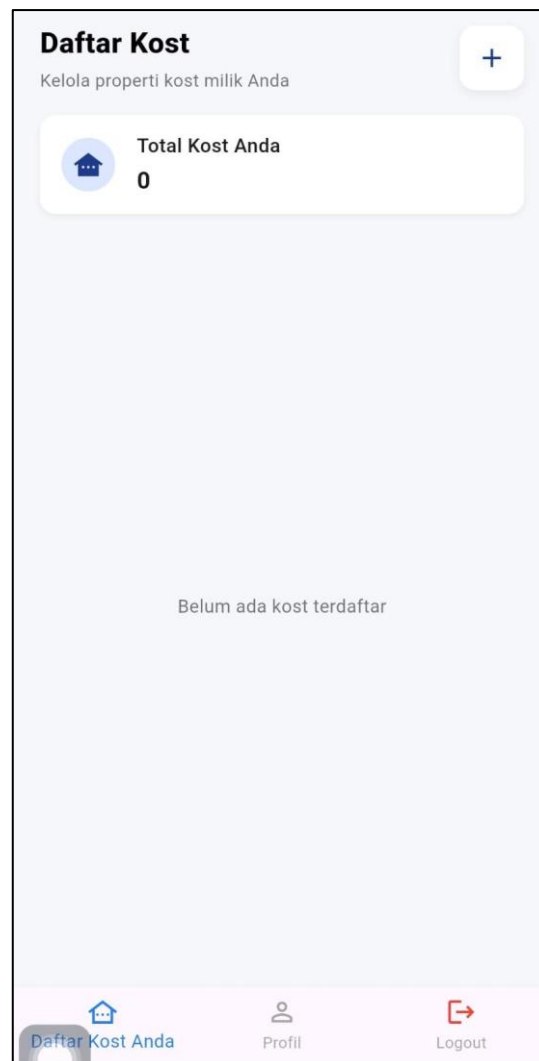 Daftar Kost
+
Kelola properti kost milik Anda
Total Kost Anda
0
Belum ada kost terdaftar
Daftar Kost Anda
Profil
Logout